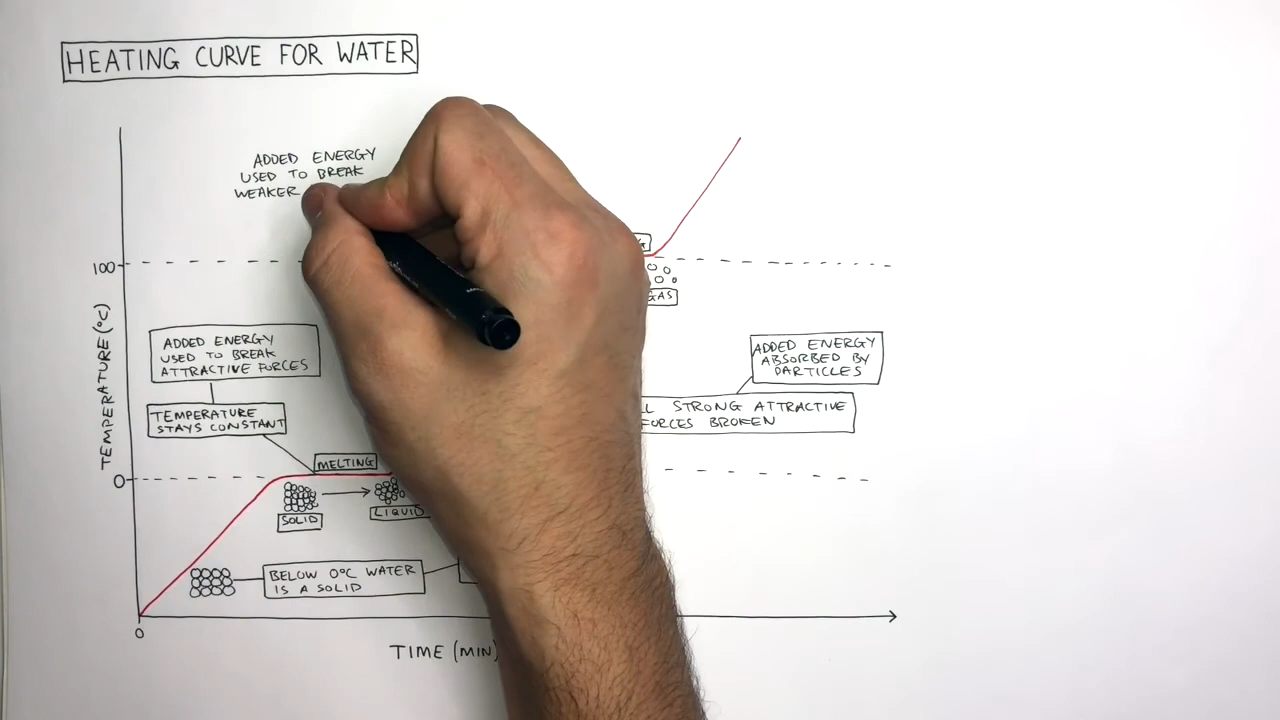 HEATING CURVE FOR WATER
ADDED ENERGY
USED TO BREAK
WEAKER
100
GAS
TEMPERATURE (°C)
ADDED ENERGY
USED TO BREAK
ATTRACTIVE FORCES
ADDED ENERGY
ABSORBED BY
PARTICLES
TEMPERATURE
STAYS CONSTANT
STRONG ATTRACTIVE
FORCES BROKEN
MELTING
0
SOLID
LIQUID
BELOW 0°C WATER
IS A SOLID
0
TIME (MIN)